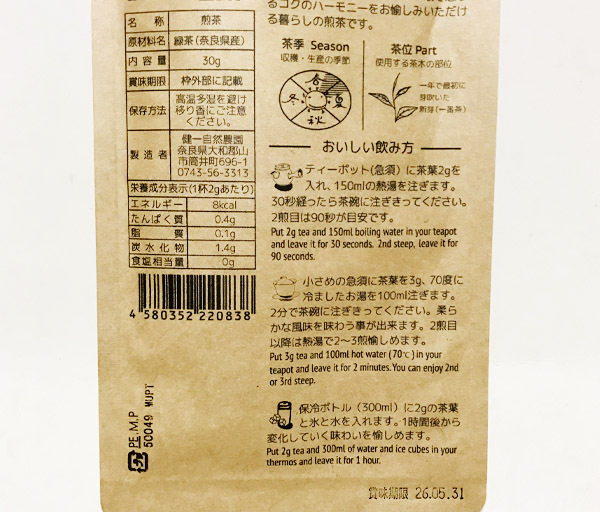 るコクのハーモニーをお愉しみいただけ
る暮らしの煎茶です。
名称 煎茶
原材料名 緑茶(奈良県産)
内容量 30g
賞味期限 枠外部に記載
保存方法 高温多湿を避け
移り香にご注意
ください。
製造者 健一自然農園
奈良県大和郡山
市筒井町696-1
0743-56-3313
栄養成分表示(1杯2gあたり)
エネルギー 8kcal
たんぱく質 0.4g
脂質 0.1g
炭水化物 1.4g
食塩相当量 0g
4 580352 220838
PE,M,P
50049 MUPT
茶季 Season
収穫・生産の季節
春
夏
秋
冬
茶位 Part
使用する茶木の部位
一年で最初に
芽吹いた
新芽(一番茶)
おいしい飲み方
ティーポット(急須)に茶葉2gを
入れ、150mlの熱湯を注ぎます。
30秒経ったら茶碗に注ぎきってください。
2煎目は90秒が目安です。
Put 2g tea and 150ml boiling water in your teapot
and leave it for 30 seconds. 2nd step, leave it for
90 seconds.
小さめの急須に茶葉を3g、70度に
冷ましたお湯を100ml注ぎます。
2分で茶碗に注ぎきってください。柔ら
かな風味を味わう事が出来ます。2煎目
以降は熱湯で2〜3煎愉しめます。
Put 3g tea and 100ml hot water (70℃) in your
teapot and leave it for 2 minutes. You can enjoy 2nd
or 3rd steep.
保冷ボトル(300ml)に2gの茶葉
と氷と水を入れます。1時間後から
変化していく味わいを愉しめます。
Put 2g tea and 300ml of water and ice cubes in your
thermos and leave it for 1 hour.
賞味期限 26.05.31